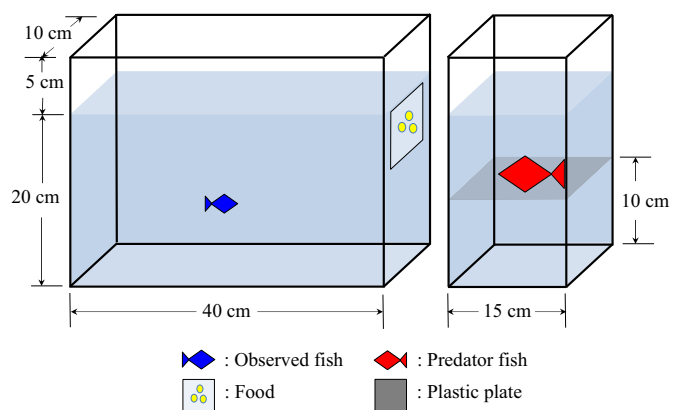 10 cm
5 cm
20 cm
10 cm
40 cm
15 cm
: Observed fish
: Predator fish
: Food
: Plastic plate